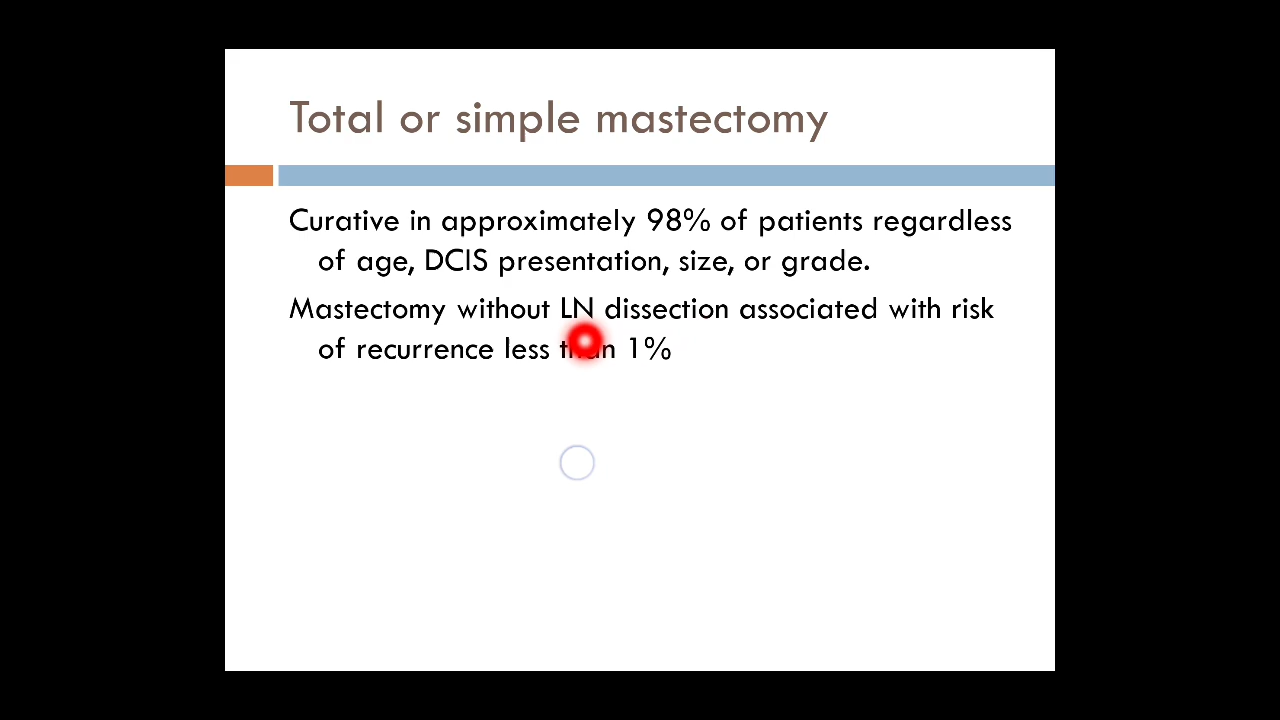 Total or simple mastectomy
Curative in approximately 98% of patients regardless
of age, DCIS presentation, size, or grade.
Mastectomy without LN dissection associated with risk
of recurrence less than 1%